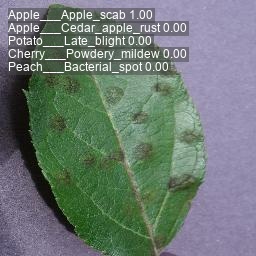 Apple___Apple_scab 1.00
Apple___Cedar_apple_rust 0.00
Potato___Late_blight 0.00
Cherry___Powdery_mildew 0.00
Peach___Bacterial_spot 0.00